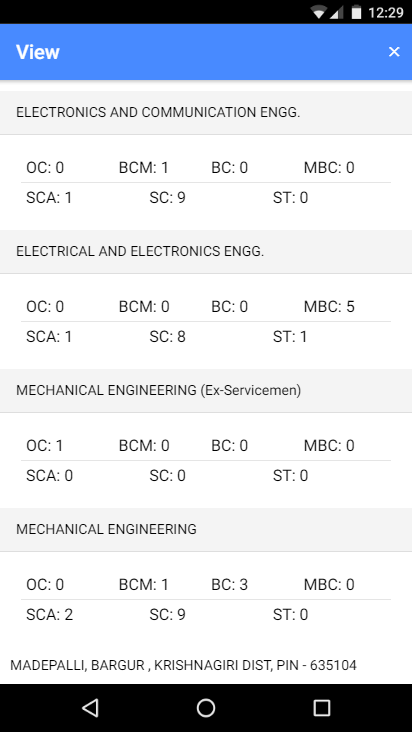 12:29
View ×
ELECTRONICS AND COMMUNICATION ENGG.
OC: 0 BCM: 1 BC: 0 MBC: 0
SCA: 1 SC: 9 ST: 0
ELECTRICAL AND ELECTRONICS ENGG.
OC: 0 BCM: 0 BC: 0 MBC: 5
SCA: 1 SC: 8 ST: 1
MECHANICAL ENGINEERING (Ex-Servicemen)
OC: 1 BCM: 0 BC: 0 MBC: 0
SCA: 0 SC: 0 ST: 0
MECHANICAL ENGINEERING
OC: 0 BCM: 1 BC: 3 MBC: 0
SCA: 2 SC: 9 ST: 0
MADEPALLI, BARGUR , KRISHNAGIRI DIST, PIN - 635104